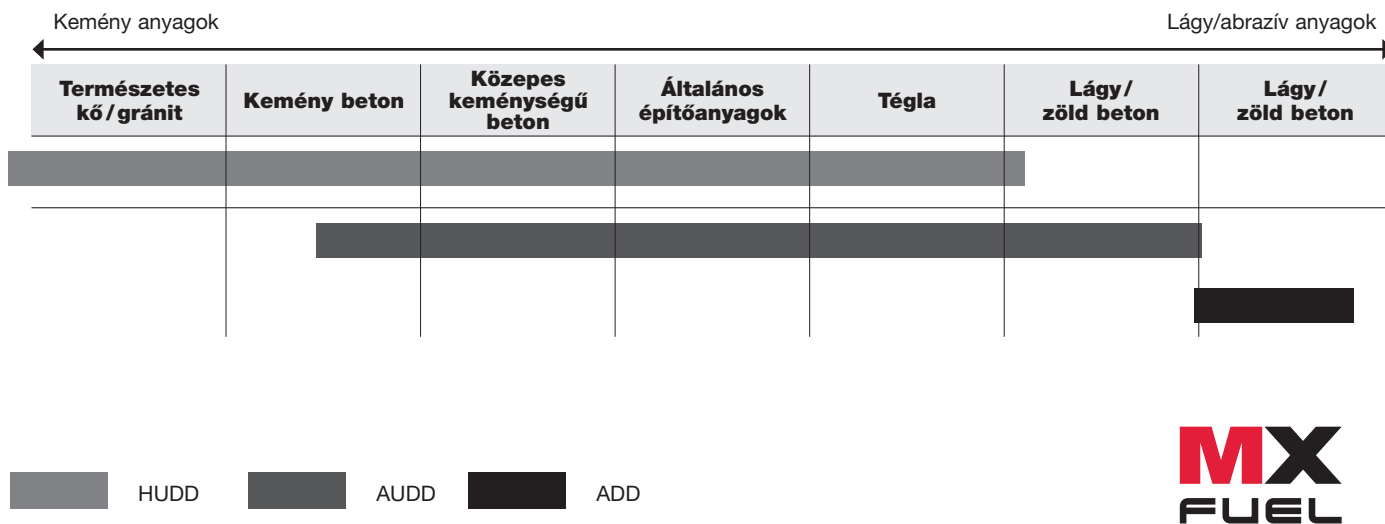 Kemény anyagok
Lágy/abrazív anyagok
Természetes
kő/gránit
Kemény beton
Közepes
keménységű
beton
Általános
építőanyagok
Tégla
Lágy/
zöld beton
Lágy/
zöld beton
HUDD
AUDD
ADD
MX
FUEL